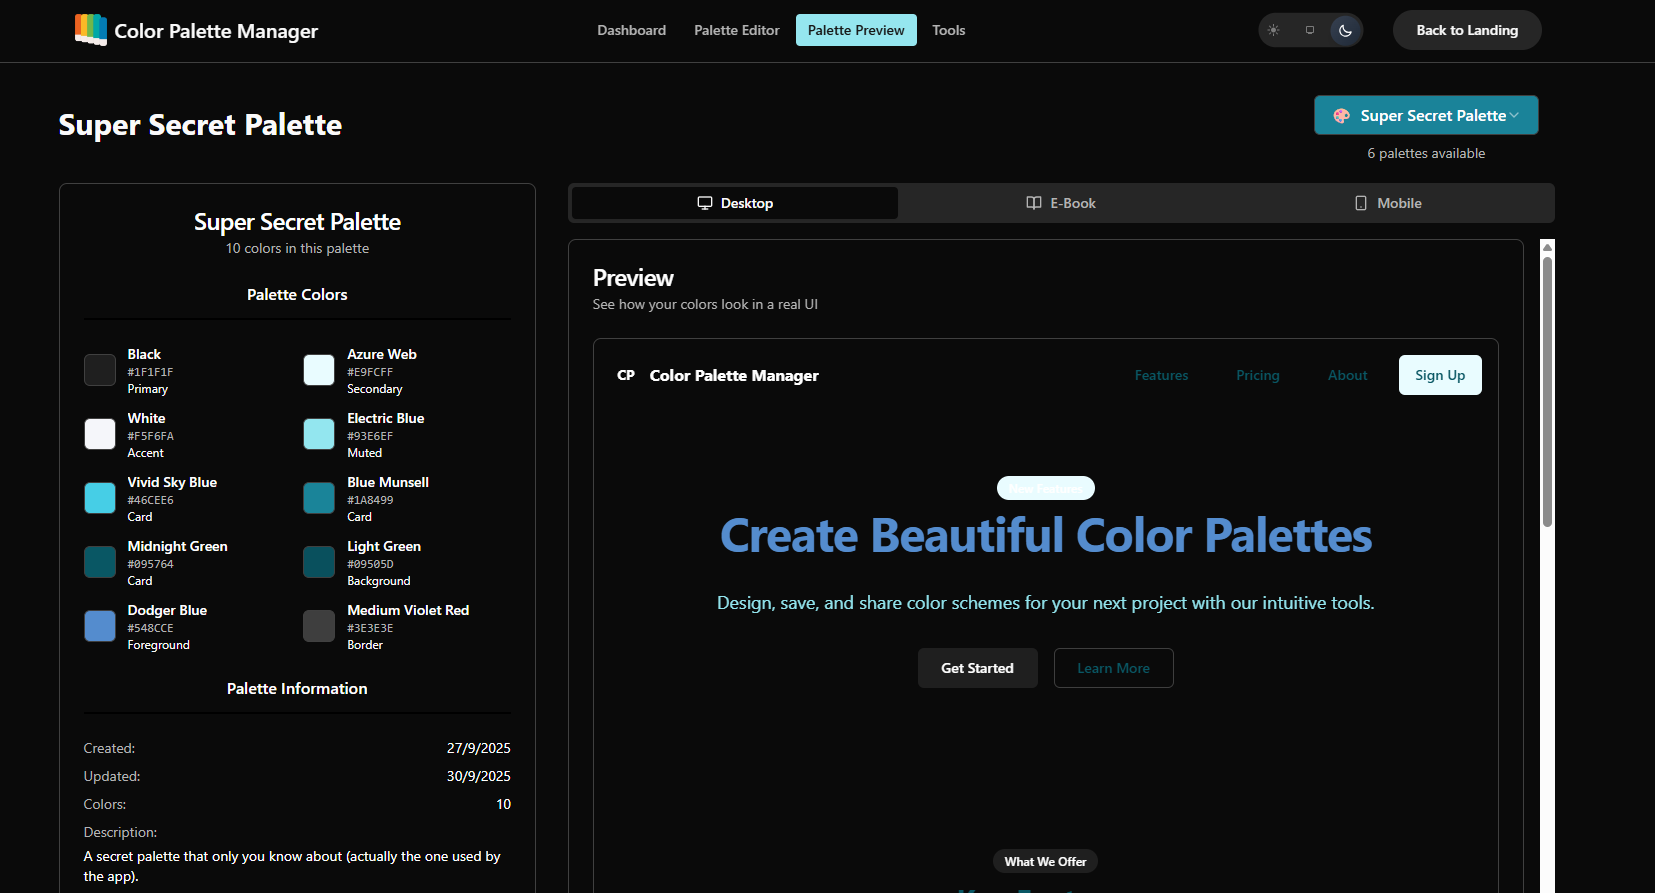 Color Palette Manager
Dashboard
Palette Editor
Palette Preview
Tools
Back to Landing
Super Secret Palette
Super Secret Palette
6 palettes available
Super Secret Palette
10 colors in this palette
Palette Colors
Black
#1F1F1F
Primary
Azure Web
#E9FCFF
Secondary
White
#F5F6FA
Accent
Electric Blue
#93E6EF
Muted
Vivid Sky Blue
#46CEE6
Card
Blue Munsell
#1A8499
Card
Midnight Green
#095764
Card
Light Green
#09505D
Background
Dodger Blue
#548CCE
Foreground
Medium Violet Red
#3E3E3E
Border
Palette Information
Created:
27/9/2025
Updated:
30/9/2025
Colors:
10
Description:
A secret palette that only you know about (actually the one used by
the app).
Desktop
E-Book
Mobile
Preview
See how your colors look in a real UI
CP
Color Palette Manager
Features
Pricing
About
Sign Up
Create Beautiful Color Palettes
Design, save, and share color schemes for your next project with our intuitive tools.
Get Started
Learn More
What We Offer